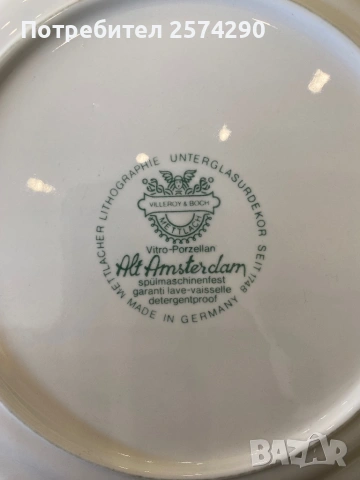 Потребител 2574290
METTLACHER LITHOGRAPHIE UNTERGLASURDEKOR SEIT 1748
VILLEROY & BOCH
METTLACH
Vitro-Porzellan
Alt Amsterdam
spülmaschinenfest
garanti lave-vaisselle
detergentproof
MADE IN GERMANY
BAZAR